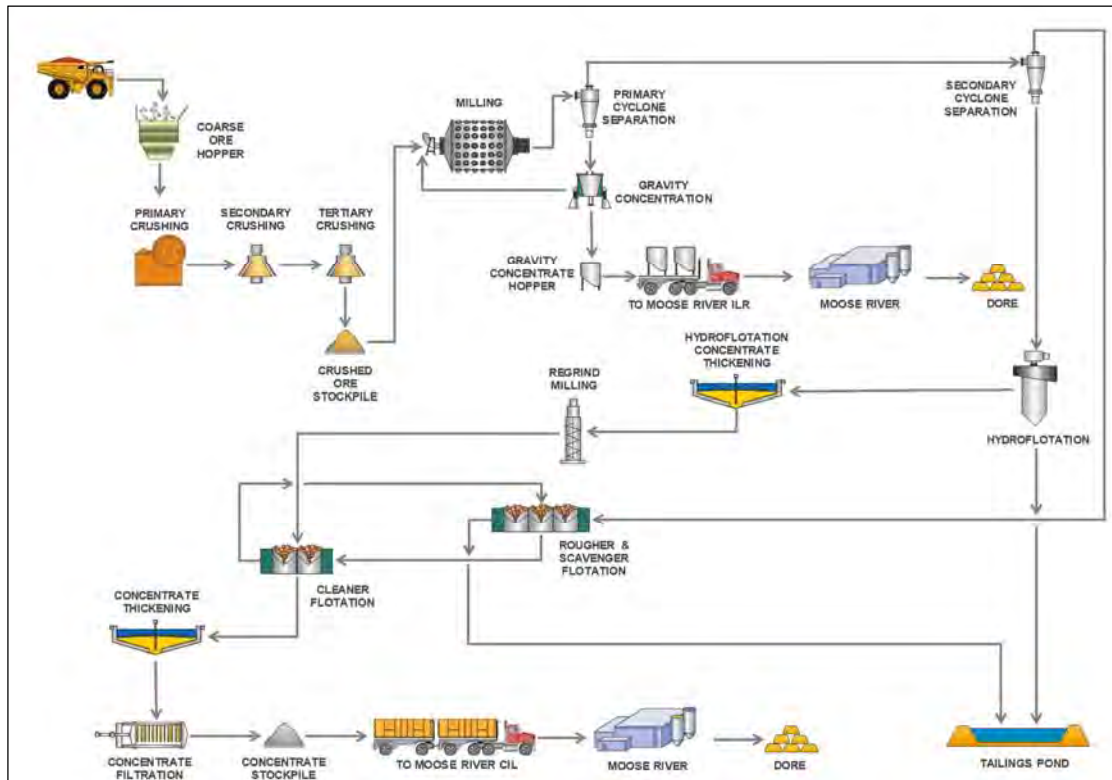 COARSE
ORE
HOPPER
MILLING
PRIMARY
CYCLONE
SEPARATION
SECONDARY
CYCLONE
SEPARATION
GRAVITY
CONCENTRATION
PRIMARY
CRUSHING
SECONDARY
CRUSHING
TERTIARY
CRUSHING
GRAVITY
CONCENTRATE
HOPPER
TO MOOSE RIVER ILR
MOOSE RIVER
DORE
CRUSHED
ORE
STOCKPILE
HYDROFLOTATION
CONCENTRATE
THICKENING
REGRIND
MILLING
HYDROFLOTATION
ROUGHER &
SCAVENGER
FLOTATION
CLEANER
FLOTATION
CONCENTRATE
THICKENING
CONCENTRATE
FILTRATION
CONCENTRATE
STOCKPILE
TO MOOSE RIVER CIL
MOOSE RIVER
DORE
TAILINGS POND